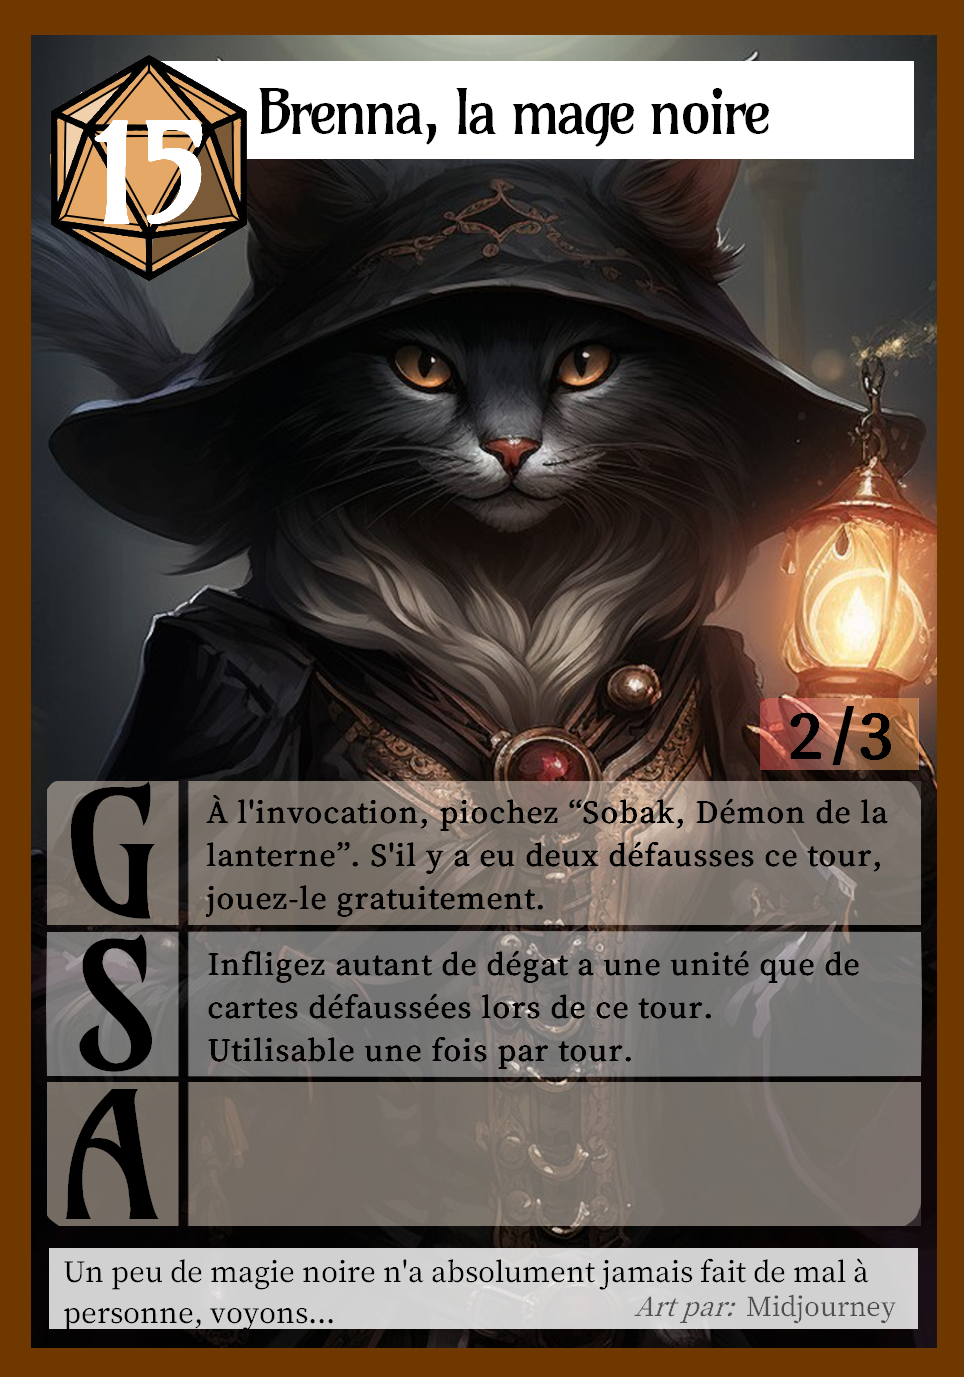 15
Brenna, la mage noire
2/3
G
À l'invocation, piochez “Sobak, Démon de la
lanterne”. S'il y a eu deux défausses ce tour,
jouez-le gratuitement.
S
Infligez autant de dégat a une unité que de
cartes défaussées lors de ce tour.
Utilisable une fois par tour.
A
Un peu de magie noire n'a absolument jamais fait de mal à
personne, voyons...
Art par: Midjourney